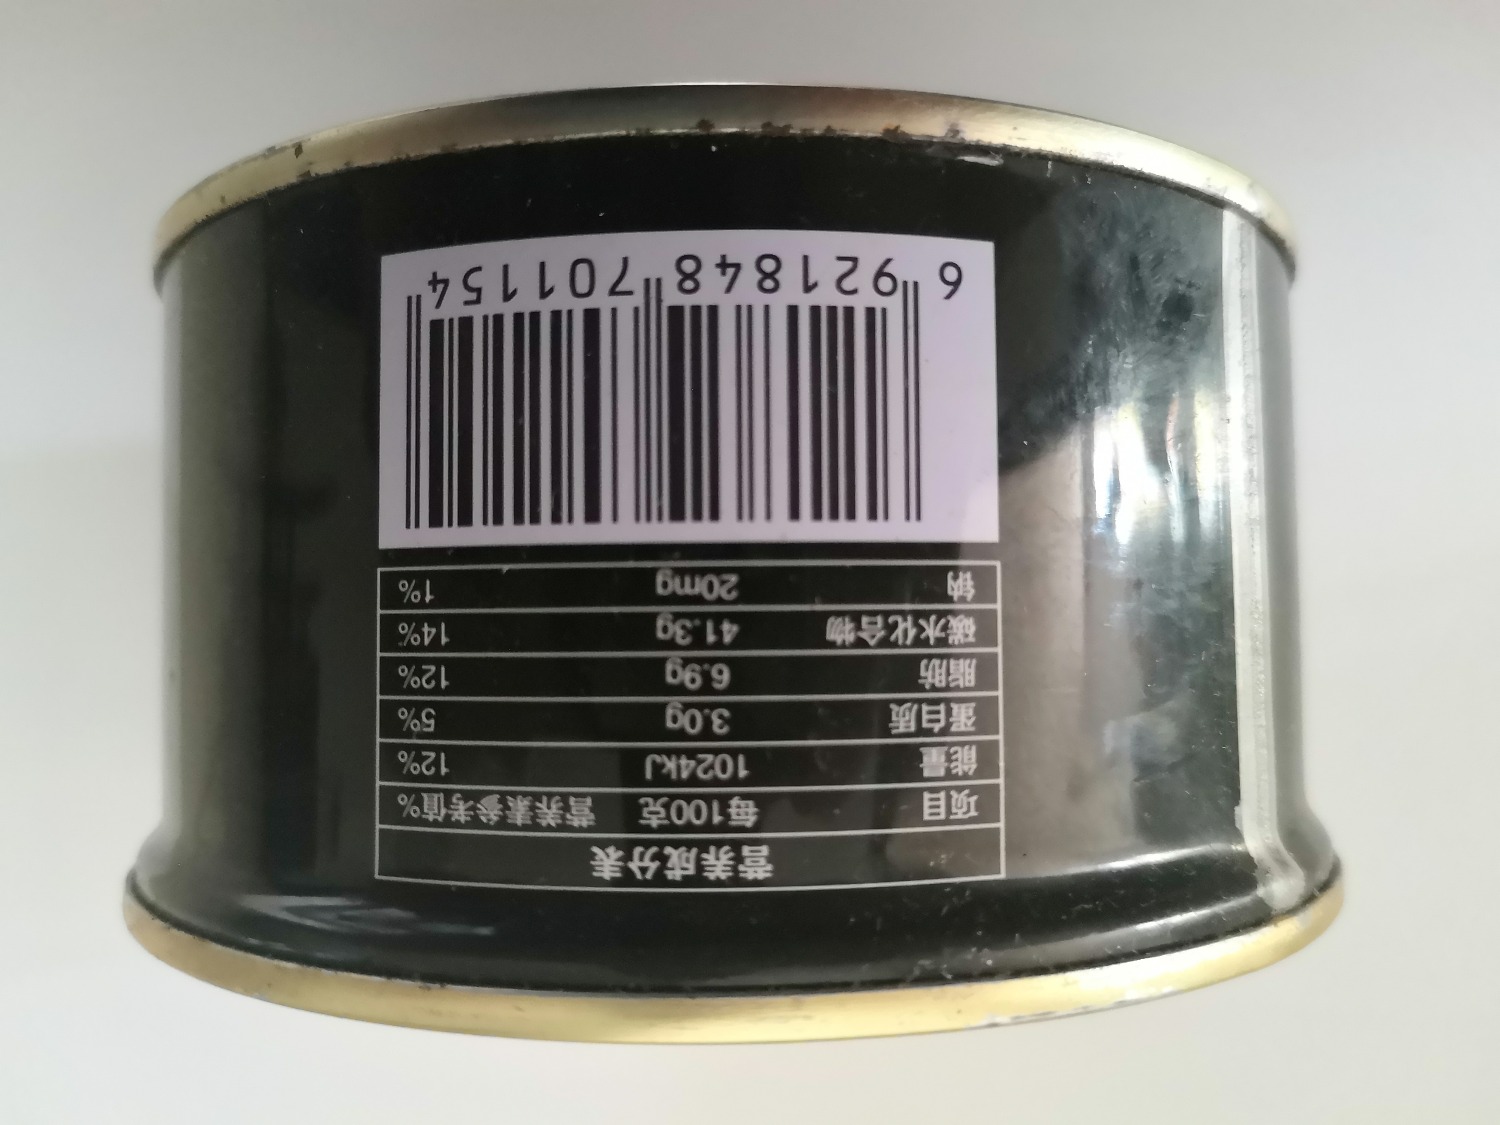 营养成分表
项目 每100克 营养素参考值%
能量 1024kJ 12%
蛋白质 3.0g 5%
脂肪 6.9g 12%
碳水化合物 41.3g 14%
钠 20mg 1%
6 921848 701154